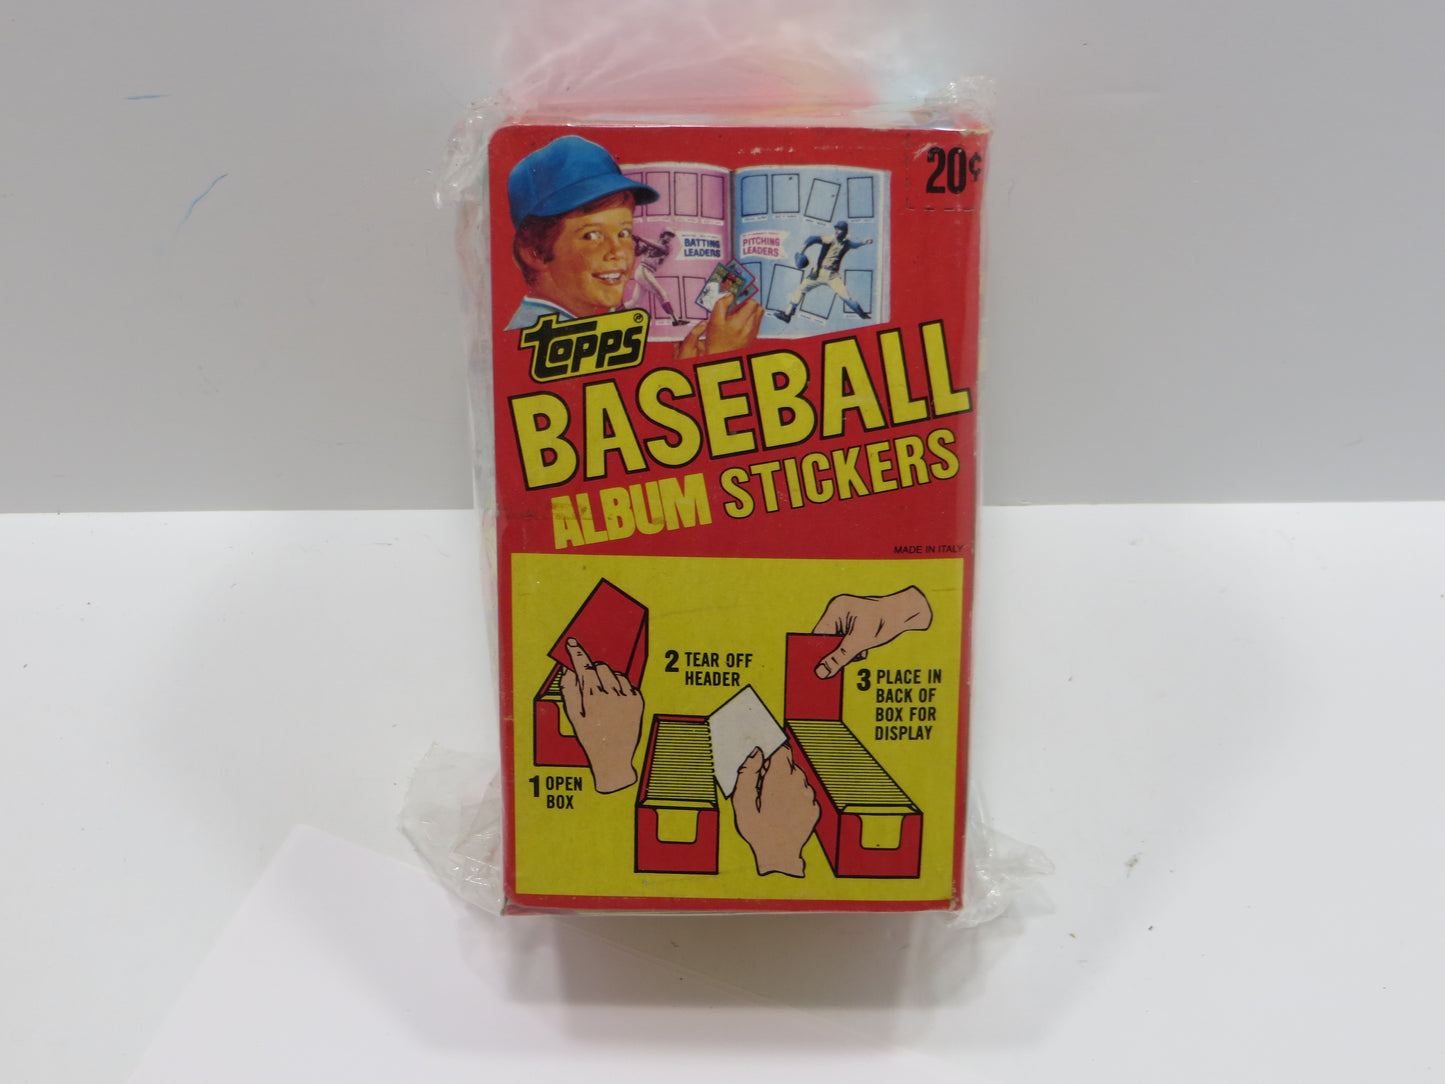 20¢
BATTING
LEADERS
PITCHING
LEADERS
TOPPS
BASEBALL
ALBUM STICKERS
MADE IN ITALY
1 OPEN
BOX
2 TEAR OFF
HEADER
3 PLACE IN
BACK OF
BOX FOR
DISPLAY